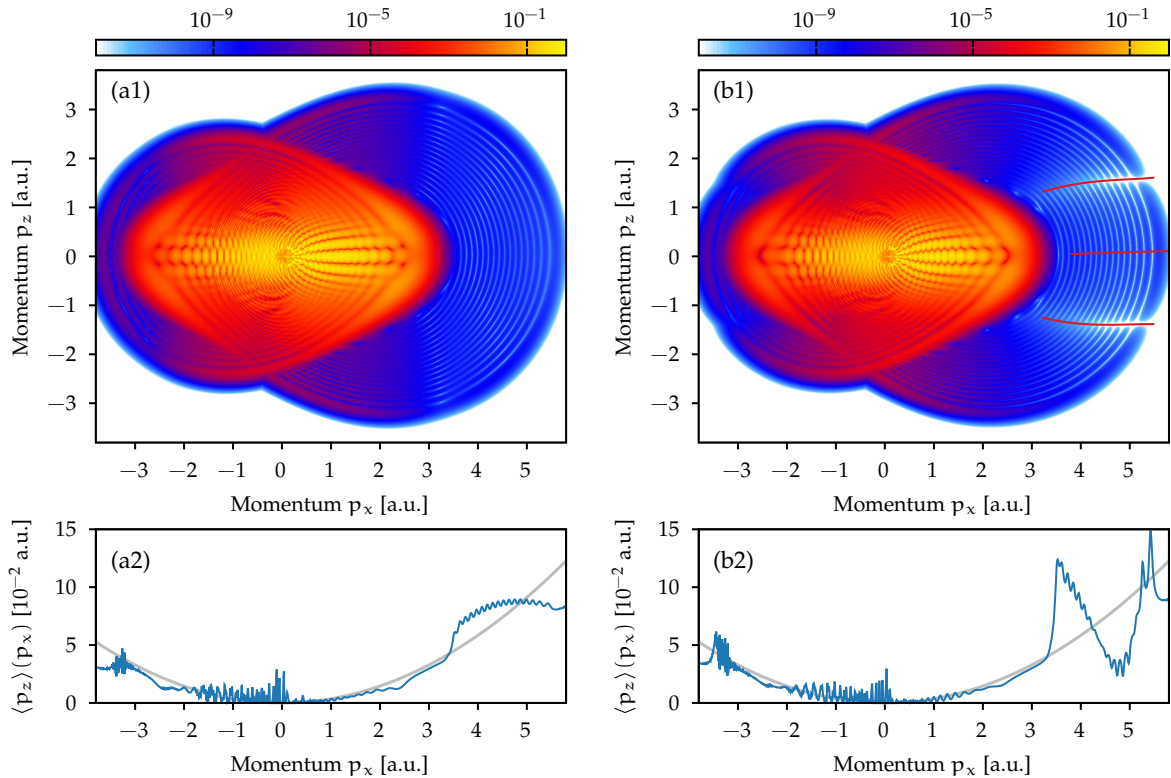 10⁻⁹ 10⁻⁵ 10⁻¹
10⁻⁹ 10⁻⁵ 10⁻¹
(a1)
Momentum p_z [a.u.]
3
2
1
0
−1
−2
−3
−3 −2 −1 0 1 2 3 4 5
Momentum p_x [a.u.]
(b1)
Momentum p_z [a.u.]
3
2
1
0
−1
−2
−3
−3 −2 −1 0 1 2 3 4 5
Momentum p_x [a.u.]
(a2)
⟨p_z⟩(p_x) [10⁻² a.u.]
15
10
5
0
−3 −2 −1 0 1 2 3 4 5
Momentum p_x [a.u.]
(b2)
⟨p_z⟩(p_x) [10⁻² a.u.]
15
10
5
0
−3 −2 −1 0 1 2 3 4 5
Momentum p_x [a.u.]